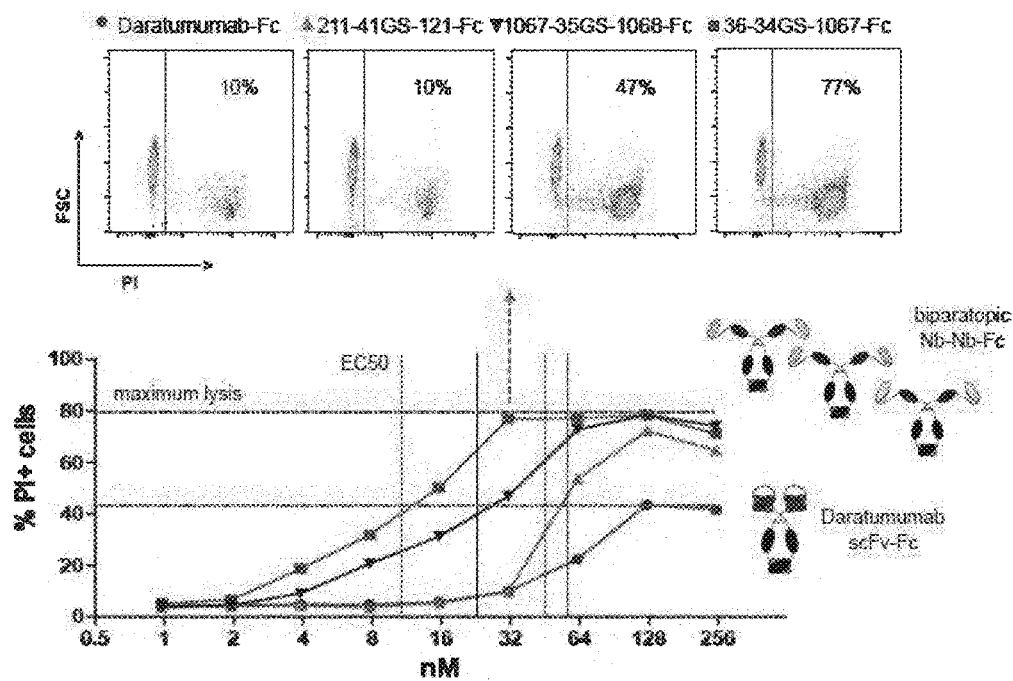 Daratumumab-Fc 211-41GS-121-Fc 1067-35GS-1068-Fc 36-34GS-1067-Fc
10% 10% 47% 77%
FSC
PI
biparatopic
Nb-Nb-Fc
EC50
maximum lysis
100
80
60
40
20
0
% PI+ cells
Daratumumab
scFv-Fc
0.5 1 2 4 8 16 32 64 128 256
nM